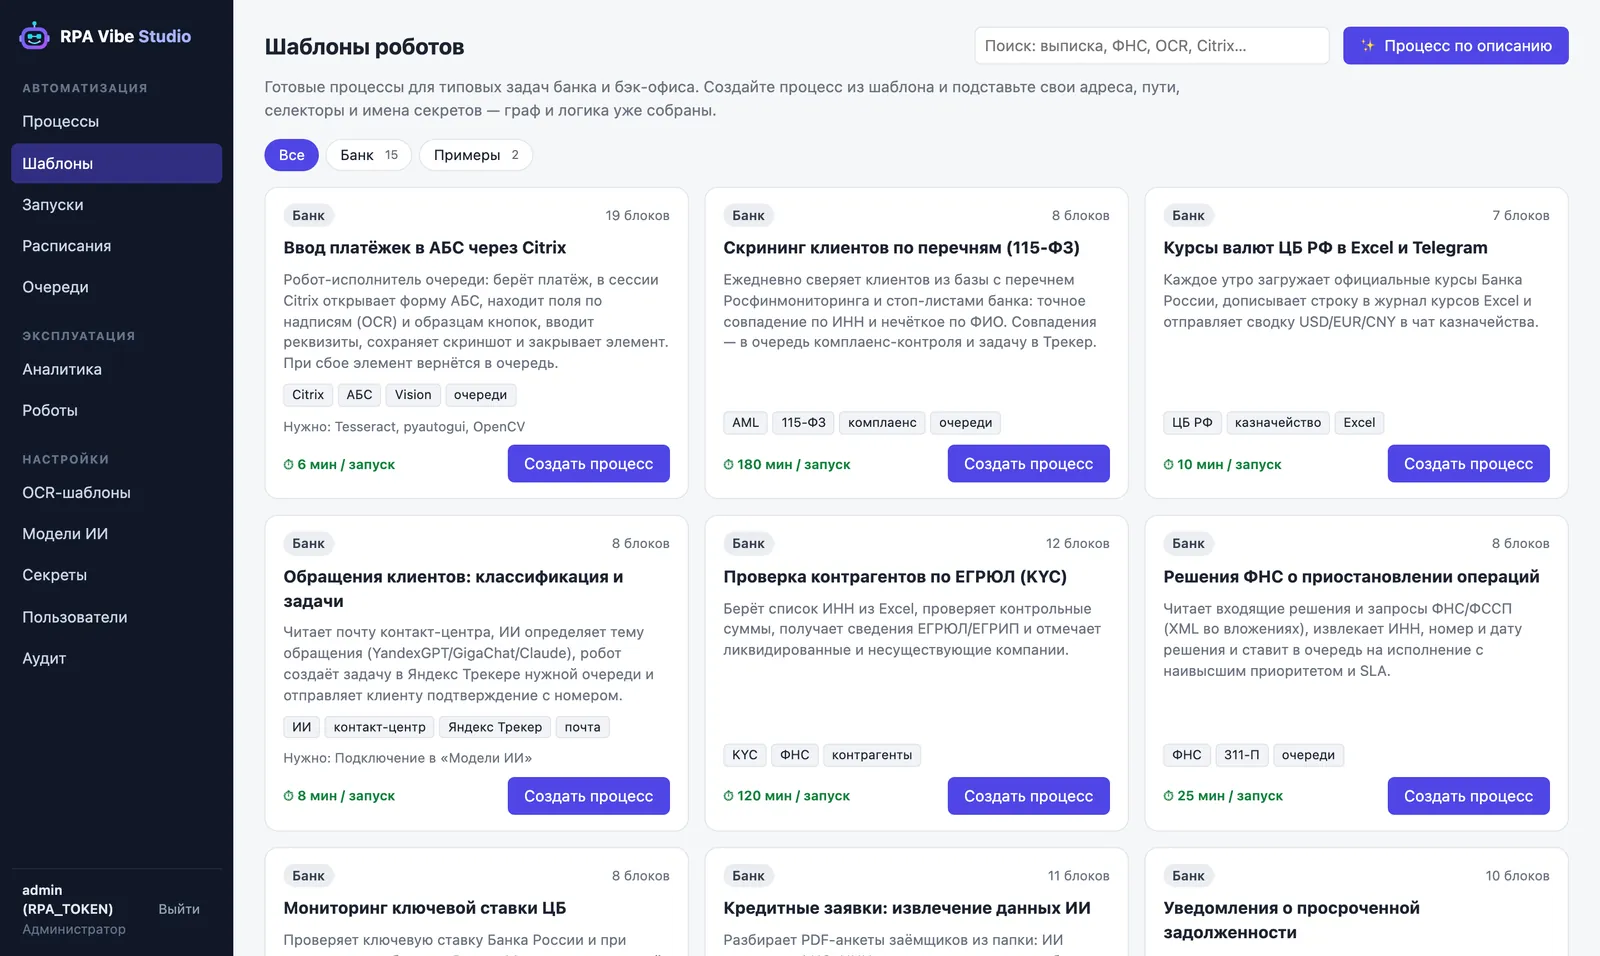 RPA Vibe Studio
АВТОМАТИЗАЦИЯ
Процессы
Шаблоны
Запуски
Расписания
Очереди
ЭКСПЛУАТАЦИЯ
Аналитика
Роботы
НАСТРОЙКИ
OCR-шаблоны
Модели ИИ
Секреты
Пользователи
Аудит
admin
(RPA_TOKEN)
Выйти
Администратор
Шаблоны роботов
Поиск: выписка, ФНС, OCR, Citrix...
Процесс по описанию
Готовые процессы для типовых задач банка и бэк-офиса. Создайте процесс из шаблона и подставьте свои адреса, пути,
селекторы и имена секретов — граф и логика уже собраны.
Все
Банк 15
Примеры 2
Банк
19 блоков
Ввод платёжек в АБС через Citrix
Робот-исполнитель очереди: берёт платёж, в сессии
Citrix открывает форму АБС, находит поля по
надписям (OCR) и образцам кнопок, вводит
реквизиты, сохраняет скриншот и закрывает элемент.
При сбое элемент вернётся в очередь.
Citrix АБС Vision очереди
Нужно: Tesseract, pyautogui, OpenCV
6 мин / запуск
Создать процесс
Банк
8 блоков
Скрининг клиентов по перечням (115-ФЗ)
Ежедневно сверяет клиентов из базы с перечнем
Росфинмониторинга и стоп-листами банка: точное
совпадение по ИНН и нечёткое по ФИО. Совпадения
— в очередь комплаенс-контроля и задачу в Трекер.
AML 115-ФЗ комплаенс очереди
180 мин / запуск
Создать процесс
Банк
7 блоков
Курсы валют ЦБ РФ в Excel и Telegram
Каждое утро загружает официальные курсы Банка
России, дописывает строку в журнал курсов Excel и
отправляет сводку USD/EUR/CNY в чат казначейства.
ЦБ РФ казначейство Excel
10 мин / запуск
Создать процесс
Банк
8 блоков
Обращения клиентов: классификация и
задачи
Читает почту контакт-центра, ИИ определяет тему
обращения (YandexGPT/GigaChat/Claude), робот
создаёт задачу в Яндекс Трекере нужной очереди и
отправляет клиенту подтверждение с номером.
ИИ контакт-центр Яндекс Трекер почта
Нужно: Подключение в «Модели ИИ»
8 мин / запуск
Создать процесс
Банк
12 блоков
Проверка контрагентов по ЕГРЮЛ (KYC)
Берёт список ИНН из Excel, проверяет контрольные
суммы, получает сведения ЕГРЮЛ/ЕГРИП и отмечает
ликвидированные и несуществующие компании.
KYC ФНС контрагенты
120 мин / запуск
Создать процесс
Банк
8 блоков
Решения ФНС о приостановлении операций
Читает входящие решения и запросы ФНС/ФССП
(XML во вложениях), извлекает ИНН, номер и дату
решения и ставит в очередь на исполнение с
наивысшим приоритетом и SLA.
ФНС 311-П очереди
25 мин / запуск
Создать процесс
Банк
8 блоков
Мониторинг ключевой ставки ЦБ
Проверяет ключевую ставку Банка России и при
Банк
11 блоков
Кредитные заявки: извлечение данных ИИ
Разбирает PDF-анкеты заёмщиков из папки: ИИ
Банк
10 блоков
Уведомления о просроченной
задолженности